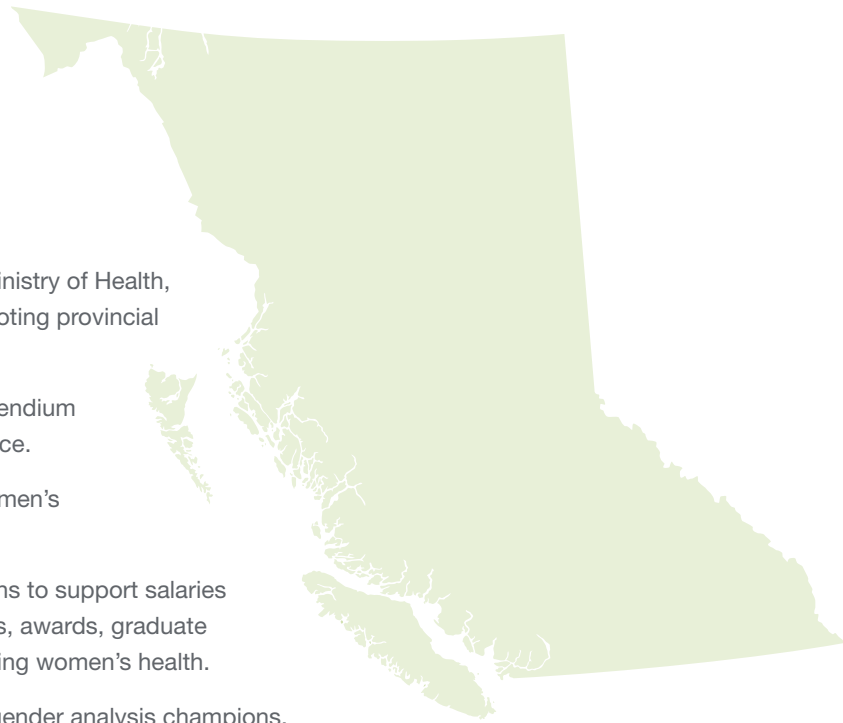 inistry of Health,
oting provincial
endium
ce.
men’s
ns to support salaries
s, awards, graduate
ing women’s health.
gender analysis champions.